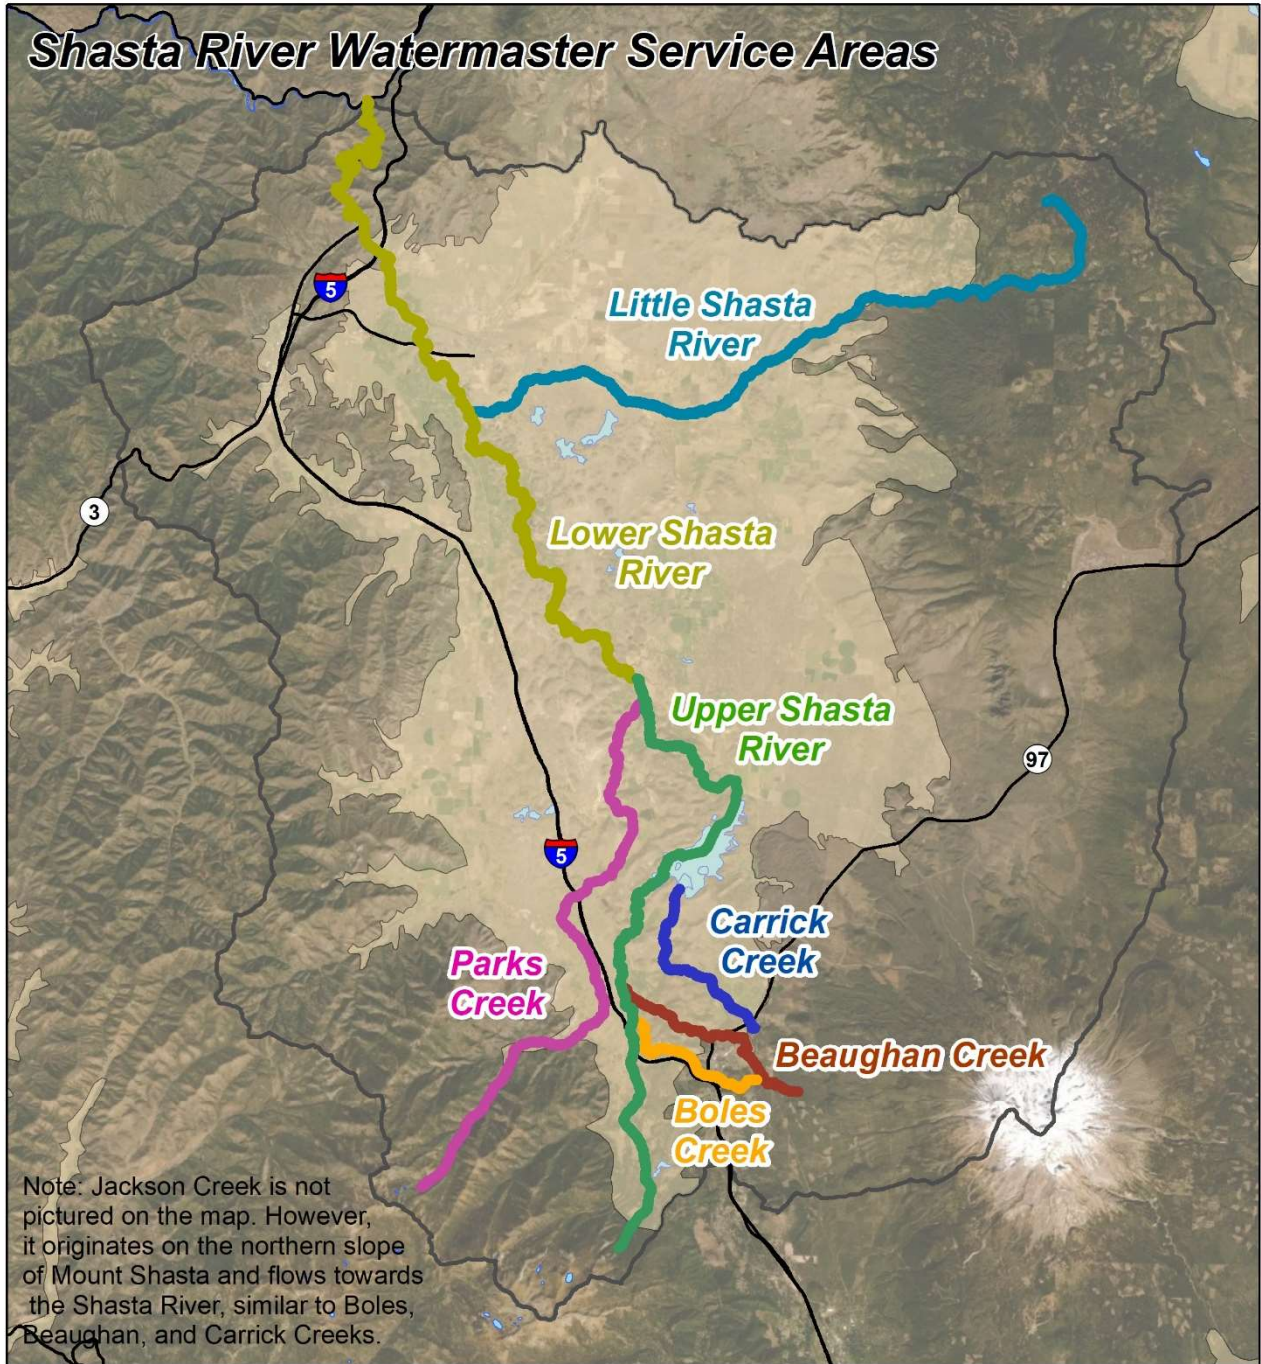 Shasta River Watermaster Service Areas
5
Little Shasta
River
3
Lower Shasta
River
Upper Shasta
River
97
5
Carrick
Creek
Parks
Creek
Beaughan Creek
Boles
Creek
Note: Jackson Creek is not
pictured on the map. However,
it originates on the northern slope
of Mount Shasta and flows towards
the Shasta River, similar to Boles,
Beaughan, and Carrick Creeks.